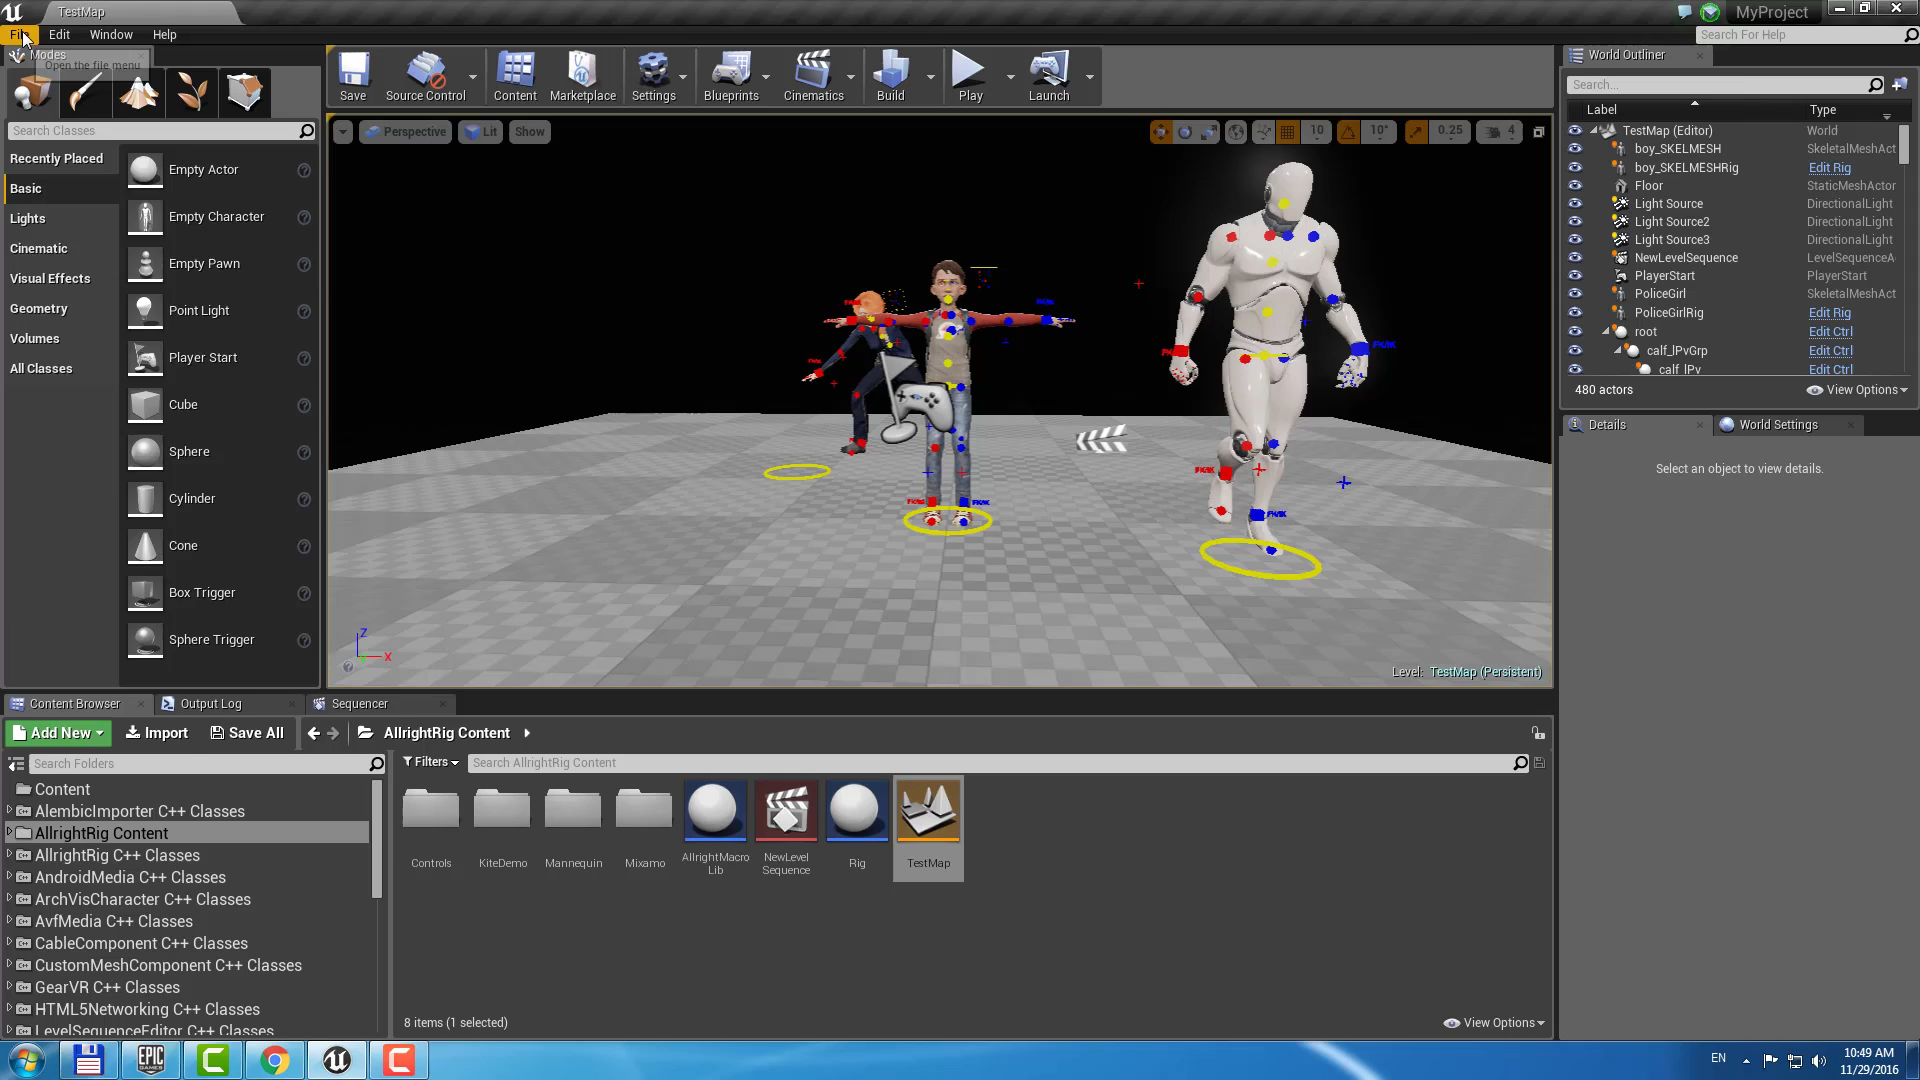 TestMap
MyProject
File Edit Window Help
Search For Help
Modes
Open the file menu
Save
Source Control
Content
Marketplace
Settings
Blueprints
Cinematics
Build
Play
Launch
World Outliner
Search...
Label
Type
Search Classes
Perspective
Lit
Show
10
10°
0.25
4
Recently Placed
Basic
Lights
Cinematic
Visual Effects
Geometry
Volumes
All Classes
Empty Actor
Empty Character
Empty Pawn
Point Light
Player Start
Cube
Sphere
Cylinder
Cone
Box Trigger
Sphere Trigger
TestMap (Editor) World
boy_SKELMESH SkeletalMeshAct
boy_SKELMESHRig Edit Rig
Floor StaticMeshActor
Light Source DirectionalLight
Light Source2 DirectionalLight
Light Source3 DirectionalLight
NewLevelSequence LevelSequenceA
PlayerStart PlayerStart
PoliceGirl SkeletalMeshAct
PoliceGirlRig Edit Rig
root Edit Ctrl
calf_lPvGrp Edit Ctrl
calf_lPv Edit Ctrl
480 actors
View Options
Details
World Settings
Select an object to view details.
Z
X
Level: TestMap (Persistent)
Content Browser
Output Log
Sequencer
Add New
Import
Save All
AllrightRig Content
Search Folders
Filters
Search AllrightRig Content
Content
AlembicImporter C++ Classes
AllrightRig Content
AllrightRig C++ Classes
AndroidMedia C++ Classes
ArchVisCharacter C++ Classes
AvfMedia C++ Classes
CableComponent C++ Classes
CustomMeshComponent C++ Classes
GearVR C++ Classes
HTML5Networking C++ Classes
LevelSequenceEditor C++ Classes
Controls
KiteDemo
Mannequin
Mixamo
AllrightMacro
Lib
NewLevel
Sequence
Rig
TestMap
8 items (1 selected)
View Options
EPIC
GAMES
EN
10:49 AM
11/29/2016